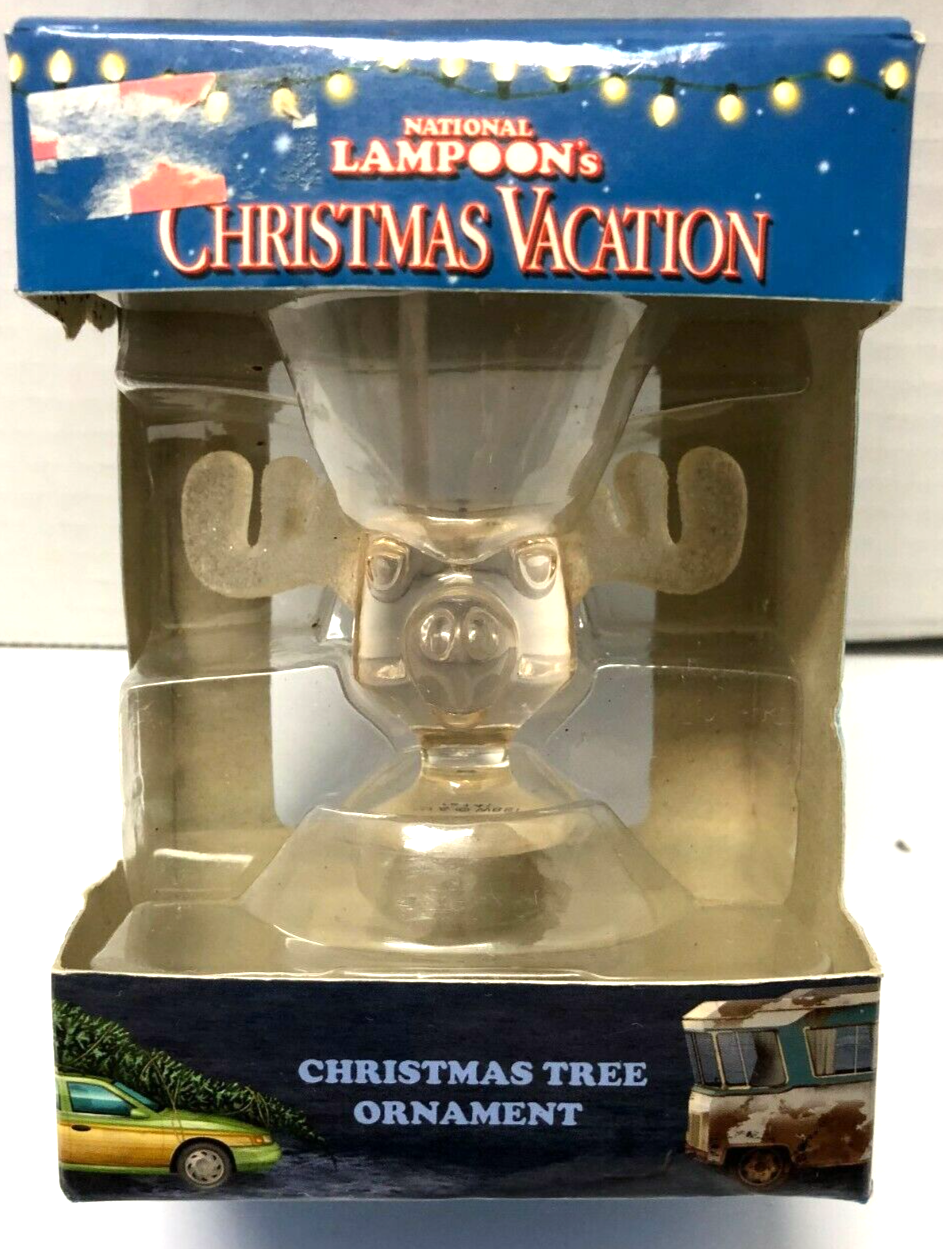 NATIONAL
LAMPOON's
CHRISTMAS VACATION
CHRISTMAS TREE
ORNAMENT